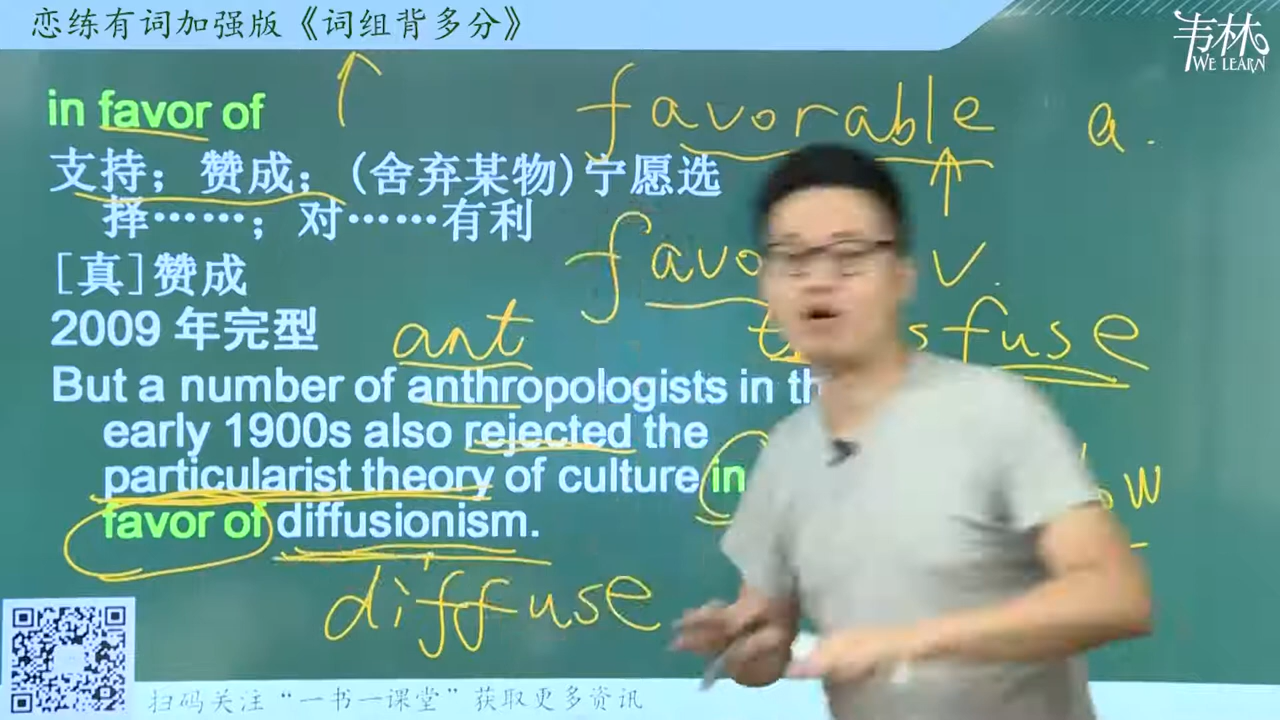 恋练有词加强版《词组背多分》
韦林
WE LEARN
in favor of
favorable a.
支持；赞成；(舍弃某物)宁愿选
择……；对……有利
favo v.
[真]赞成
2009 年完型
ant
fuse
But a number of anthropologists in th
early 1900s also rejected the
particularist theory of culture in
favor of diffusionism.
diffuse
扫码关注“一书一课堂”获取更多资讯